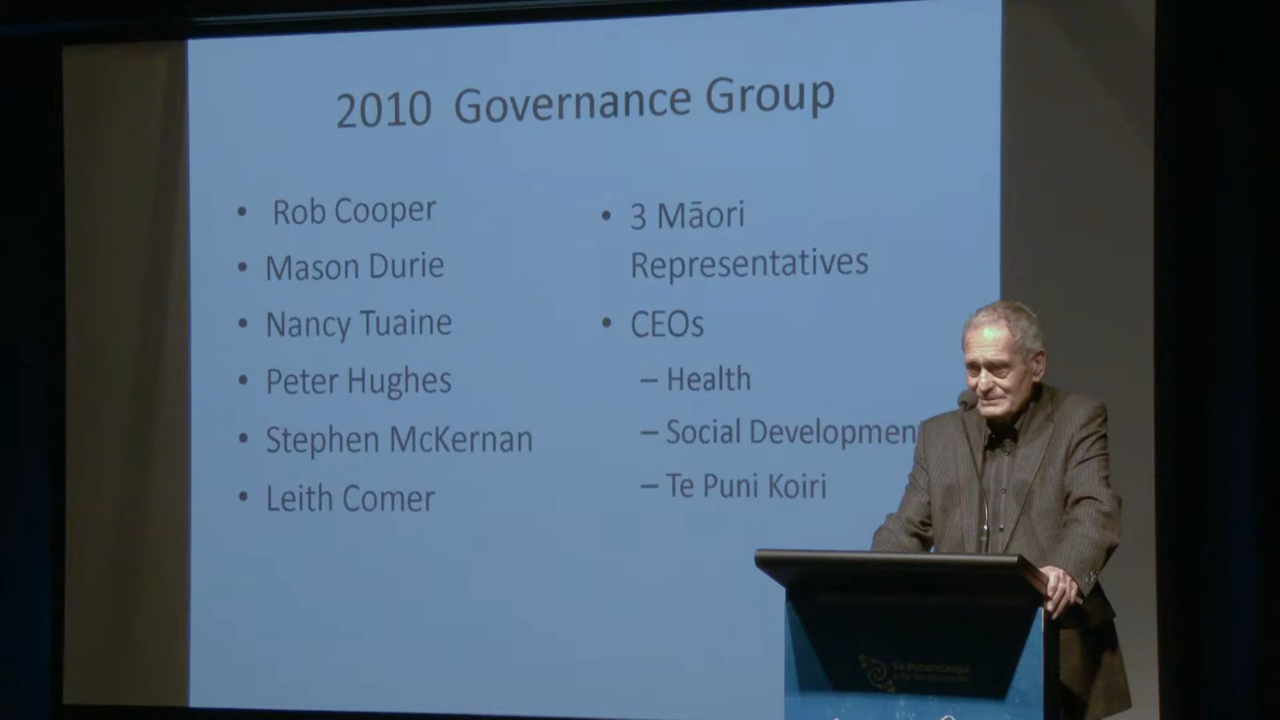 2010 Governance Group
• Rob Cooper
• Mason Durie
• Nancy Tuaine
• Peter Hughes
• Stephen McKernan
• Leith Comer
• 3 Māori
Representatives
• CEOs
– Health
– Social Developmen
– Te Puni Koiri